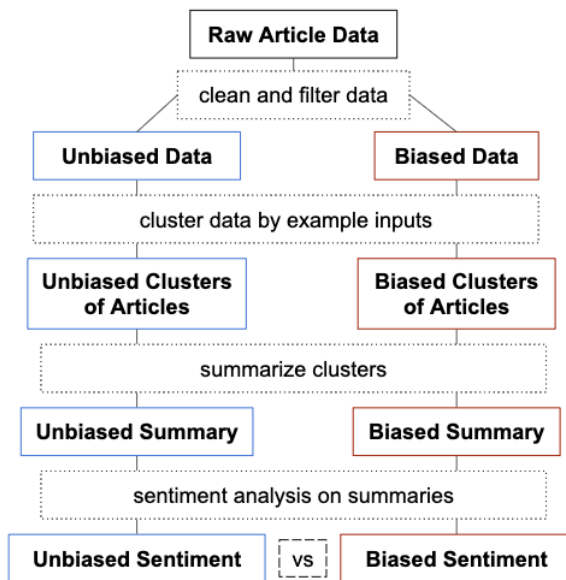 Raw Article Data
clean and filter data
Unbiased Data
Biased Data
cluster data by example inputs
Unbiased Clusters
of Articles
Biased Clusters
of Articles
summarize clusters
Unbiased Summary
Biased Summary
sentiment analysis on summaries
Unbiased Sentiment
vs
Biased Sentiment